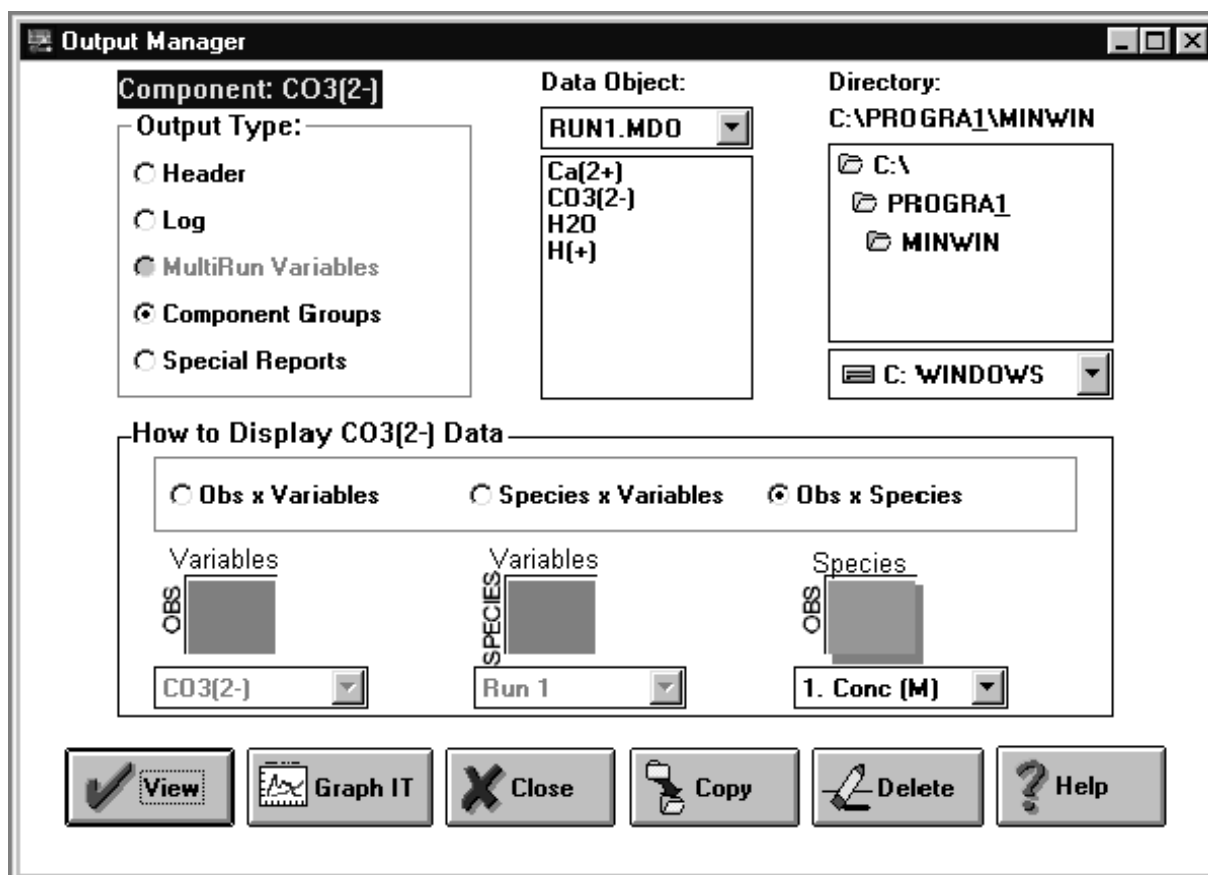 Output Manager
Component: CO3(2-)
Output Type:
Header
Log
MultiRun Variables
Component Groups
Special Reports
Data Object:
RUN1.MDO
Ca(2+)
CO3(2-)
H2O
H(+)
Directory:
C:\PROGRA1\MINWIN
C:\
PROGRA1
MINWIN
C: WINDOWS
How to Display CO3(2-) Data
Obs x Variables
Species x Variables
Obs x Species
Variables
OBS
CO3(2-)
Variables
SPECIES
Run 1
Species
OBS
1. Conc (M)
View
Graph IT
Close
Copy
Delete
Help